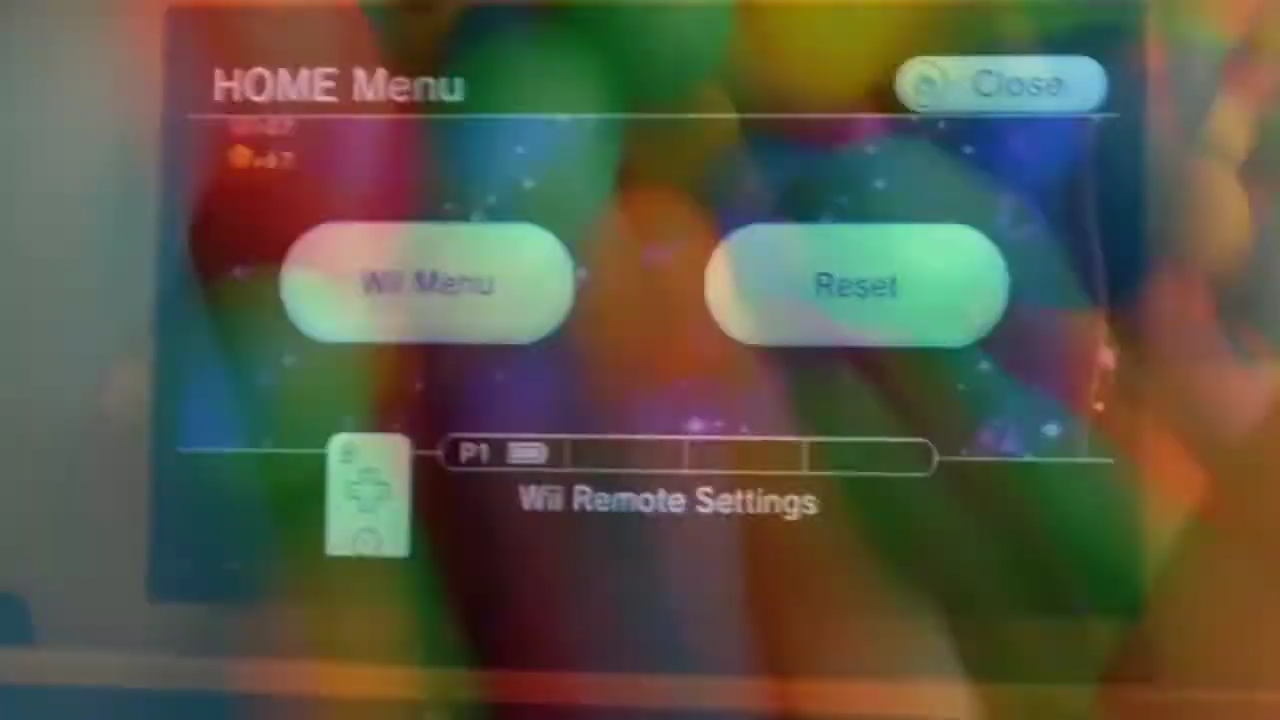 HOME Menu
Close
Wii Menu
Reset
P1
Wii Remote Settings